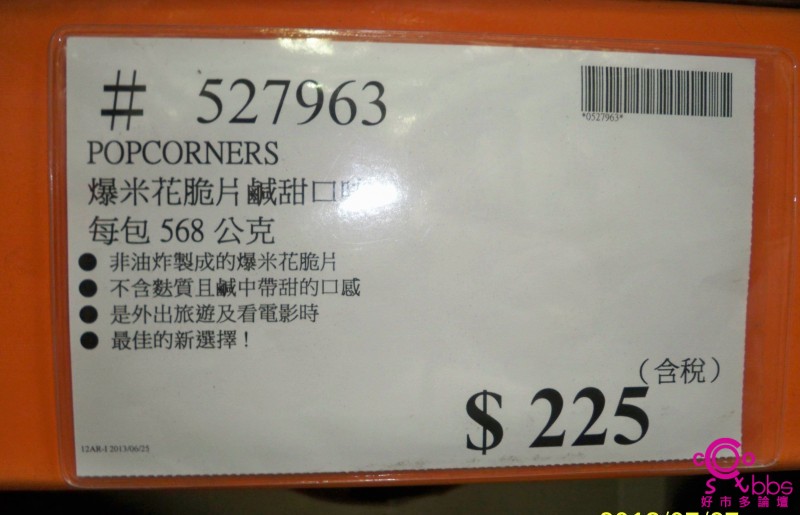 # 527963
*0527963*
POPCORNERS
爆米花脆片鹹甜口
每包 568 公克
● 非油炸製成的爆米花脆片
● 不含麩質且鹹中帶甜的口感
● 是外出旅遊及看電影時
● 最佳的新選擇！
（含稅）
$ 225
12AR-I 2013/06/25
bbs
好市多論壇